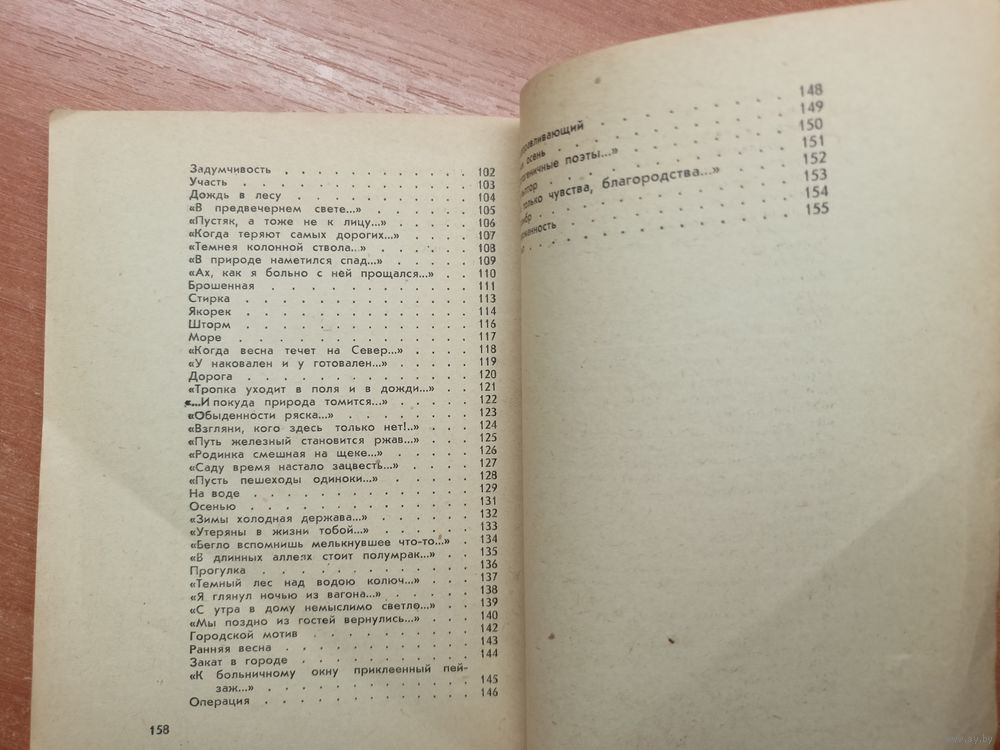 Задумчивость . . . . . . . . . . 102
Участь . . . . . . . . . . . . 103
Дождь в лесу . . . . . . . . . . 104
«В предвечернем свете...» . . . . . 105
«Пустяк, а тоже не к лицу...» . . . . 106
«Когда теряют самых дорогих...» . . . 107
«Темнея колонной ствола...» . . . . 108
«В природе наметился спад...» . . . . 109
«Ах, как я больно с ней прощался...» . . 110
Брошенная . . . . . . . . . . . 111
Стирка . . . . . . . . . . . . 113
Якорек . . . . . . . . . . . . 114
Шторм . . . . . . . . . . . . 116
Море . . . . . . . . . . . . . 117
«Когда весна течет на Север...» . . . . 118
«У наковален и у готовален...» . . . . 119
Дорога . . . . . . . . . . . . 120
«Тропка уходит в поля и в дожди...» . . 121
«...И покуда природа томится...» . . . . 122
«Обыденности ряска...» . . . . . . 123
«Взгляни, кого здесь только нет!..» . . . 124
«Путь железный становится ржав...» . . . 125
«Родинка смешная на щеке...» . . . . 126
«Саду время настало зацвесть...» . . . . 127
«Пусть пешеходы одиноки...» . . . . . 128
На воде . . . . . . . . . . . . 129
Осенью . . . . . . . . . . . . 131
«Зимы холодная держава...» . . . . . 132
«Утеряны в жизни тобой...» . . . . . 133
«Бегло вспомнишь мелькнувшее что-то...» . 134
«В длинных аллеях стоит полумрак...» . . 135
Прогулка . . . . . . . . . . . . 136
«Темный лес над водою колюч...» . . . 137
«Я глянул ночью из вагона...» . . . . . 138
«С утра в дому немыслимо светло...» . . 139
«Мы поздно из гостей вернулись...» . . . 140
Городской мотив . . . . . . . . . 142
Ранняя весна . . . . . . . . . . 143
Закат в городе . . . . . . . . . . 144
«К больничному окну приклеенный пей-
заж...» . . . . . . . . . . . . 145
Операция . . . . . . . . . . . . 146
158
. . . . . . 148
. . . . . . 149
осень . . . . . . 150
поэты...» . . . . . . 151
. . . . . . 152
только чувства, благородства...» . . 153
. . . . . . 154
. . . . . . 155
www.ay.by